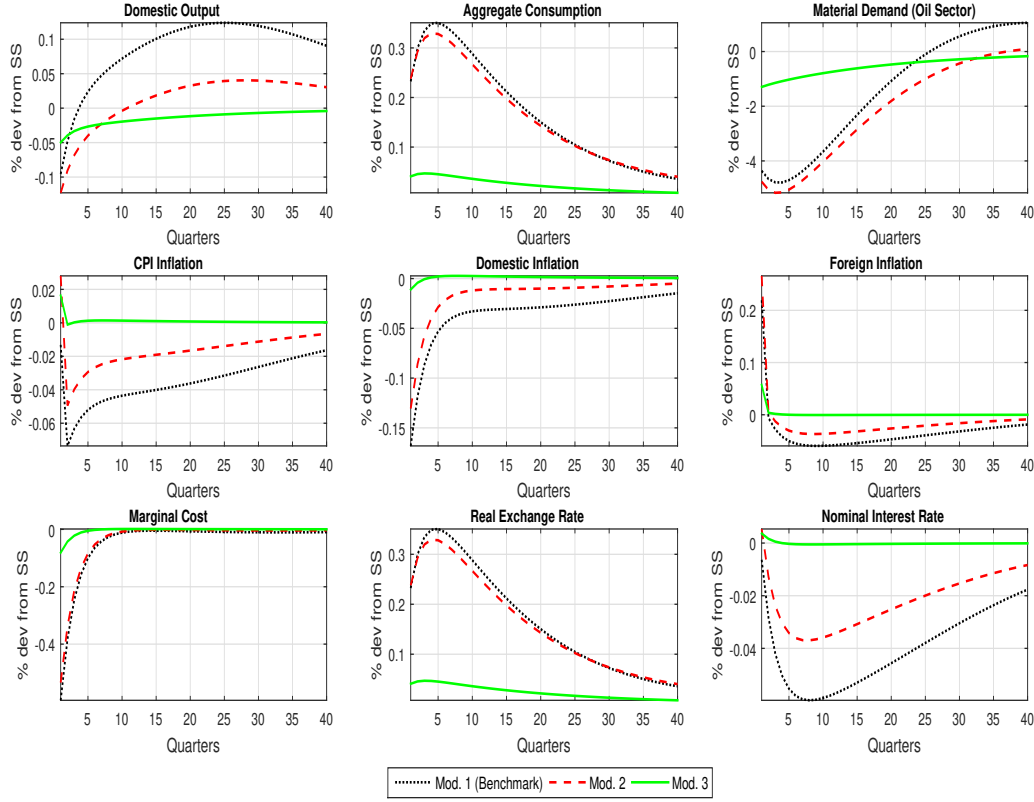 Domestic Output
Aggregate Consumption
Material Demand (Oil Sector)
% dev from SS
0.1
0.05
0
-0.05
-0.1
5 10 15 20 25 30 35 40
Quarters
% dev from SS
0.3
0.2
0.1
5 10 15 20 25 30 35 40
Quarters
% dev from SS
0
-2
-4
5 10 15 20 25 30 35 40
Quarters
CPI Inflation
Domestic Inflation
Foreign Inflation
% dev from SS
0.02
0
-0.02
-0.04
-0.06
5 10 15 20 25 30 35 40
Quarters
% dev from SS
0
-0.05
-0.1
-0.15
5 10 15 20 25 30 35 40
Quarters
% dev from SS
0.2
0.1
0
5 10 15 20 25 30 35 40
Quarters
Marginal Cost
Real Exchange Rate
Nominal Interest Rate
% dev from SS
0
-0.2
-0.4
5 10 15 20 25 30 35 40
Quarters
% dev from SS
0.3
0.2
0.1
5 10 15 20 25 30 35 40
Quarters
% dev from SS
0
-0.02
-0.04
5 10 15 20 25 30 35 40
Quarters
Mod. 1 (Benchmark) Mod. 2 Mod. 3